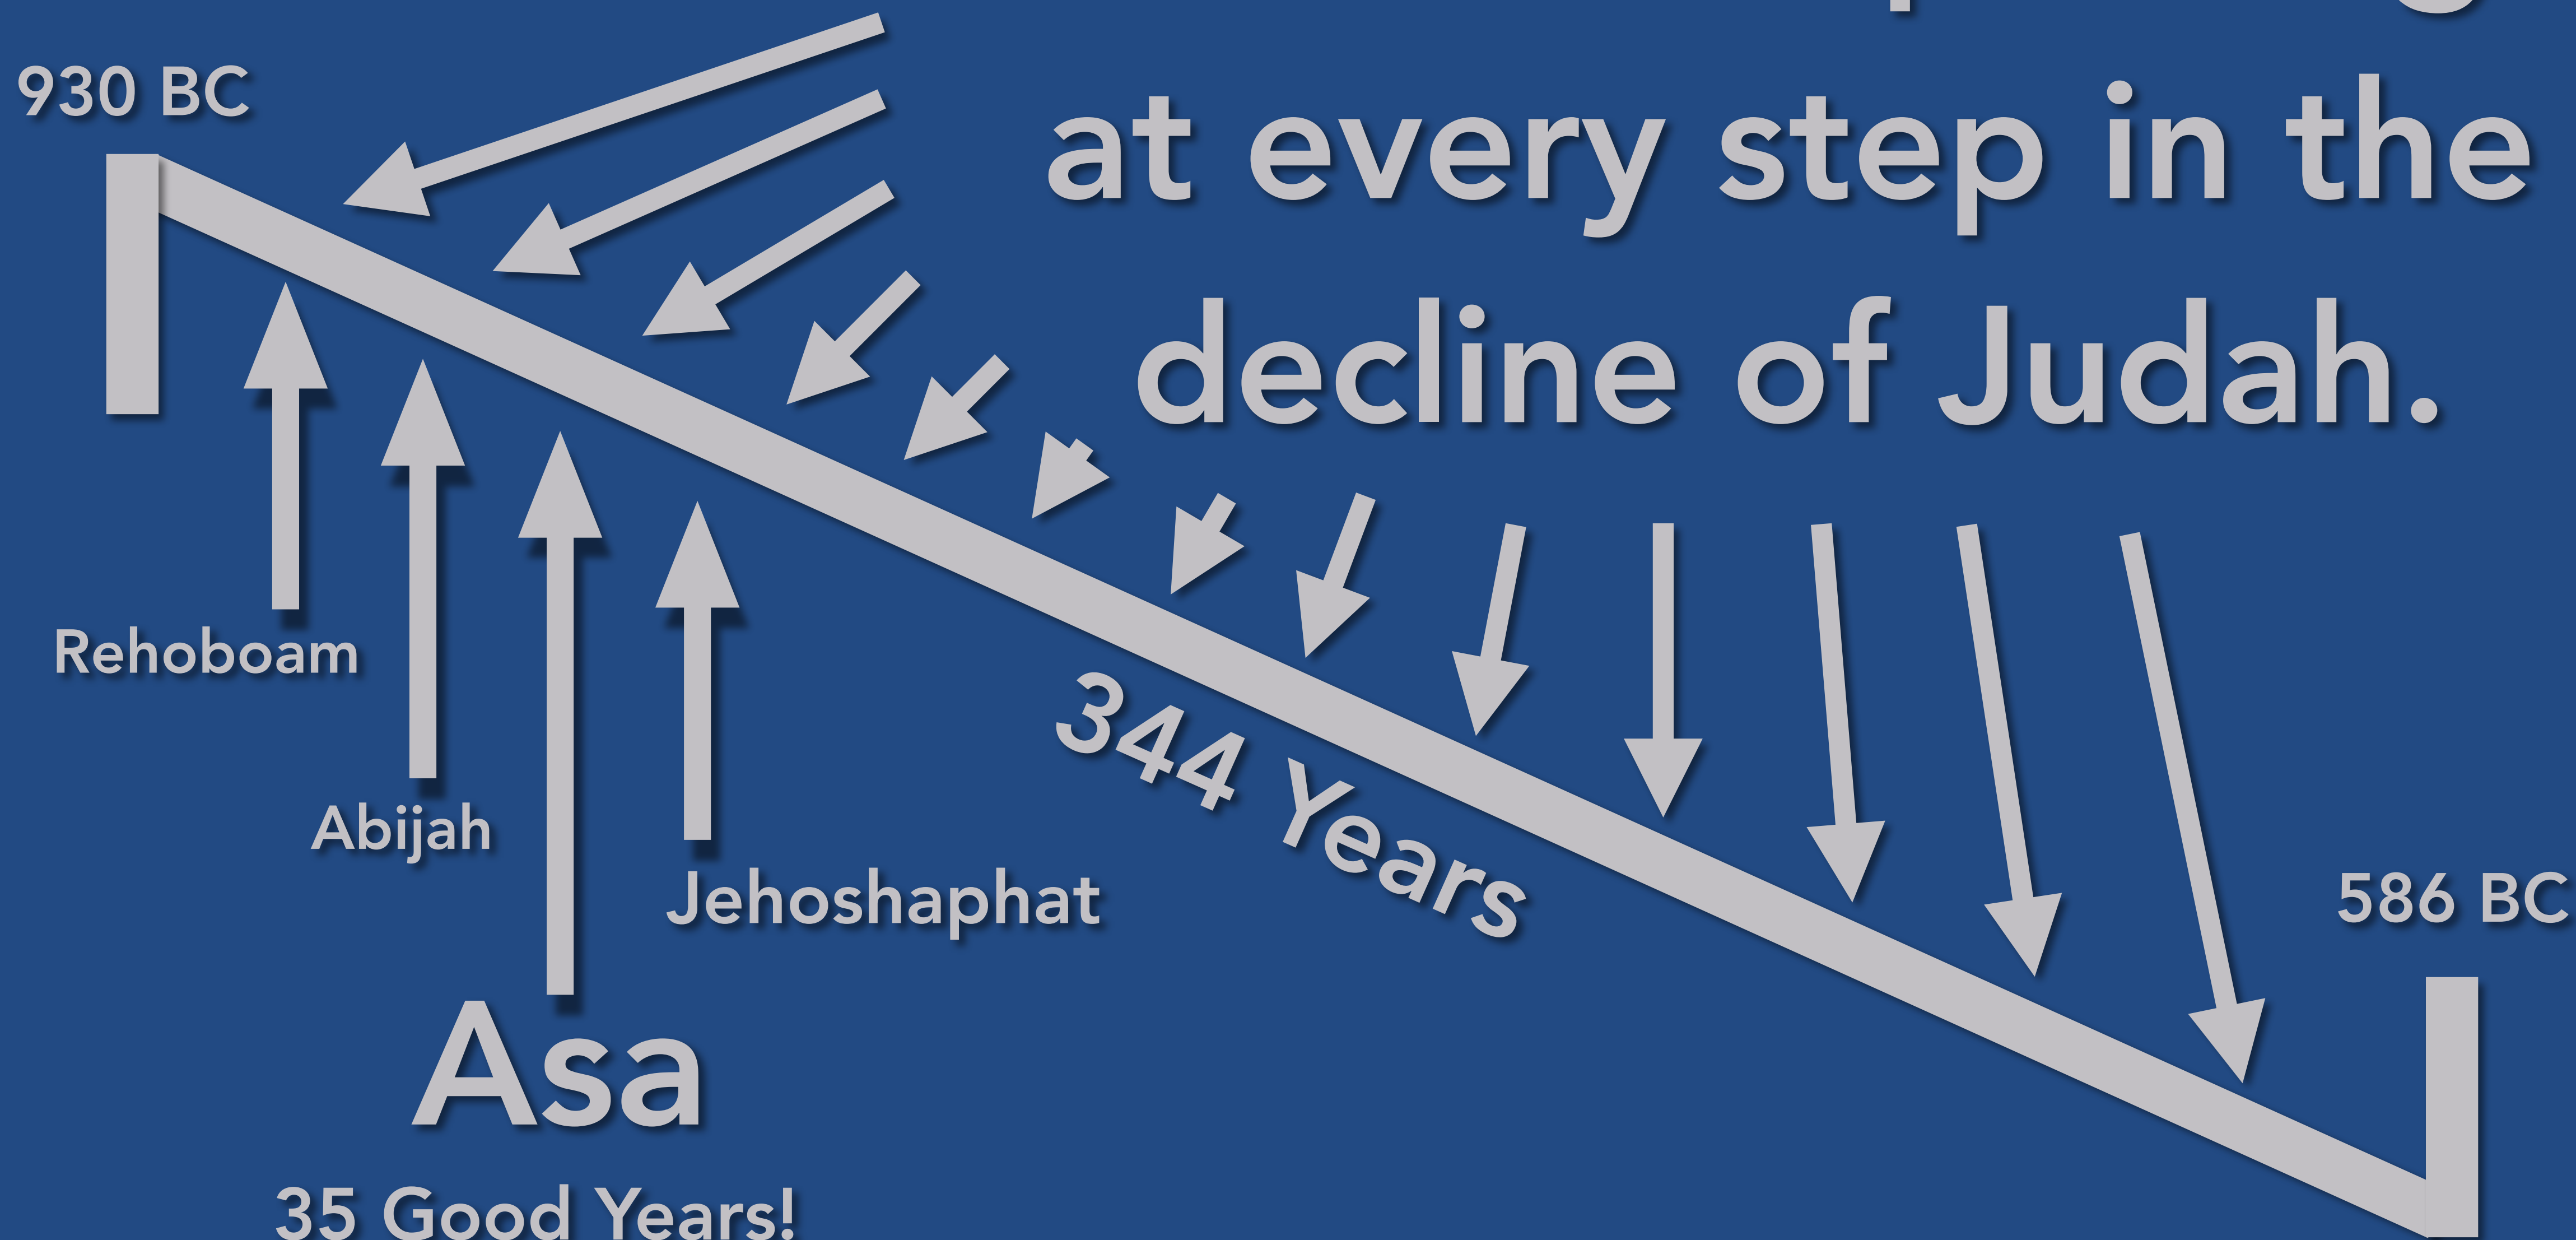 930 BC
at every step in the
decline of Judah.
Rehoboam
344 Years
Abijah
Jehoshaphat
586 BC
Asa
35 Good Years!